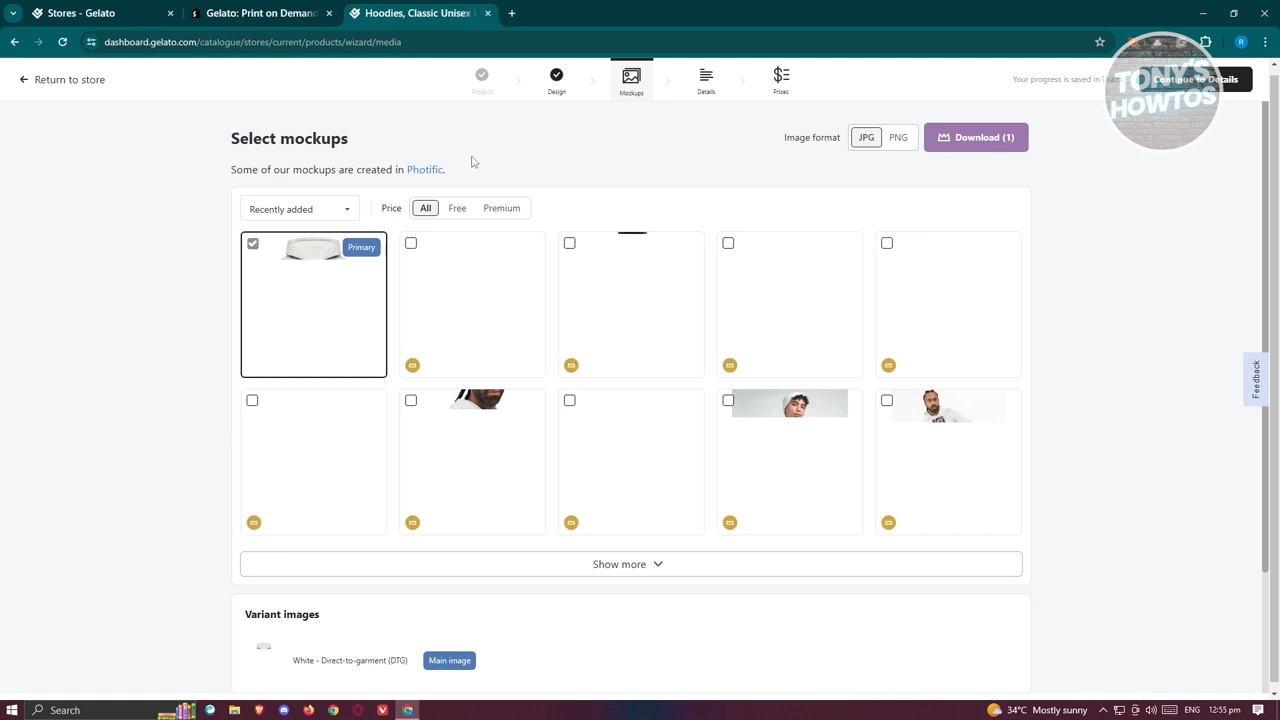 Stores - Gelato
Gelato: Print on Demand
Hoodies, Classic Unisex
dashboard.gelato.com/catalogue/stores/current/products/wizard/media
R
Return to store
Product
Design
Mockups
Details
Prices
Your progress is saved in
Continue to Details
TONY'S
HOWTOS
Select mockups
Image format
JPG
PNG
Download (1)
Some of our mockups are created in Photific.
Recently added
Price
All
Free
Premium
Primary
Feedback
Show more
Variant images
White - Direct-to-garment (DTG)
Main image
Search
34°C Mostly sunny
ENG
12:55 pm